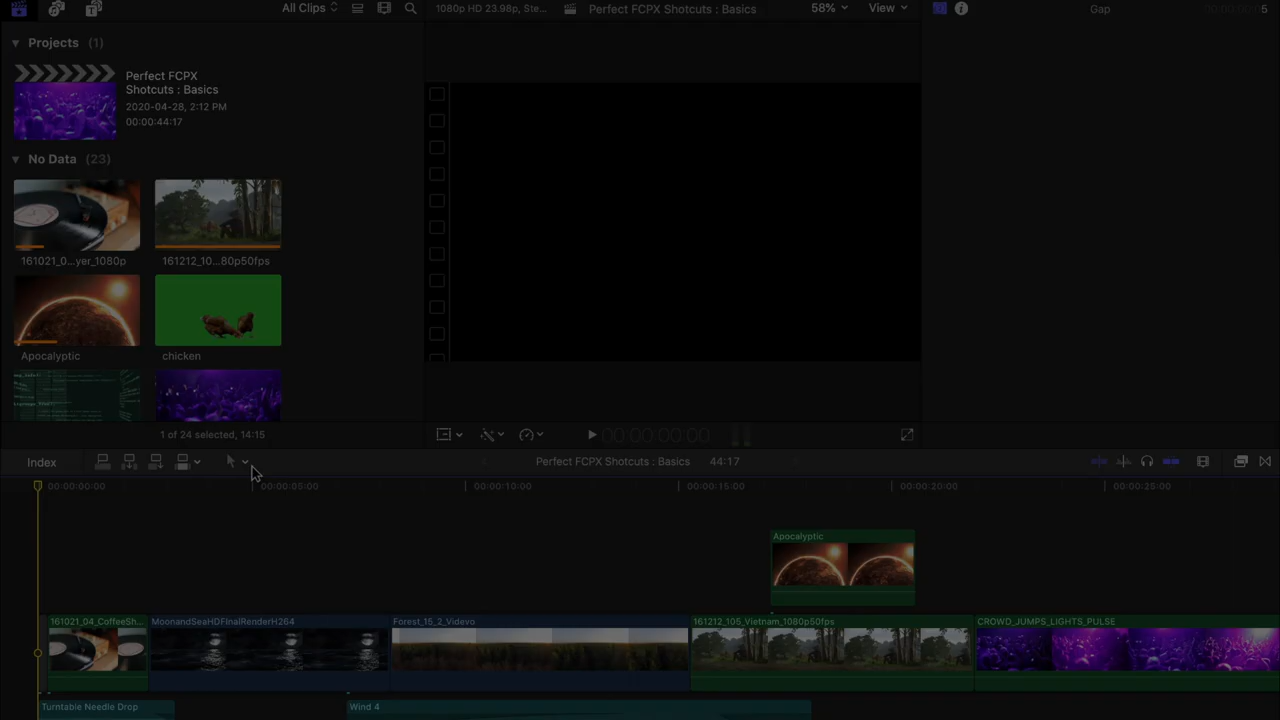 All Clips
1080p HD 23.98p, Ste...
Perfect FCPX Shotcuts : Basics
58%
View
Gap
Projects (1)
Perfect FCPX
Shotcuts : Basics
2020-04-28, 2:12 PM
00:00:44:17
No Data (23)
161021_0...yer_1080p
161212_10...80p50fps
Apocalyptic
chicken
1 of 24 selected, 14:15
00:00:00:00
Index
Perfect FCPX Shotcuts : Basics
44:17
00:00:00:00
00:00:05:00
00:00:10:00
00:00:15:00
00:00:20:00
00:00:25:00
Apocalyptic
161021_04_CoffeeSh...
MoonandSeaHDFInalRenderH264
Forest_15_2_Videvo
161212_105_Vietnam_1080p50fps
CROWD_JUMPS_LIGHTS_PULSE
Turntable Needle Drop
Wind 4